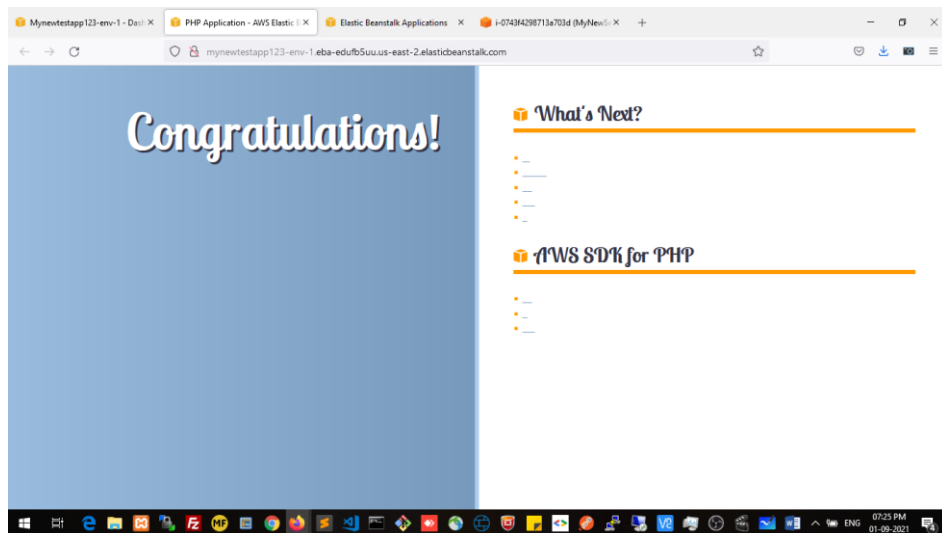 Mynewtestapp123-env-1 - Dash
PHP Application - AWS Elastic B
Elastic Beanstalk Applications
i-0743f4298713a703d (MyNewSe
mynewtestapp123-env-1.eba-edufb5uu.us-east-2.elasticbeanstalk.com
Congratulations!
What's Next?
AWS SDK for PHP
ENG
07:25 PM
01-09-2021